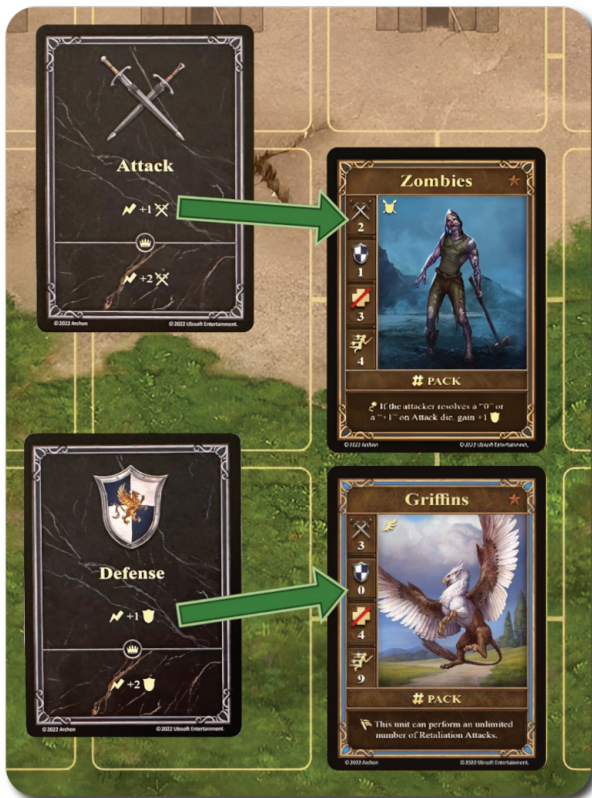 Attack
+1
+2
© 2022 Archon © 2022 Ubisoft Entertainment.
Zombies
2
1
3
4
# PACK
If the attacker resolves a "0" or
a "+1" on Attack die, gain +1
© 2022 Archon © 2022 Ubisoft Entertainment.
Defense
+1
+2
© 2022 Archon © 2022 Ubisoft Entertainment.
Griffins
3
0
4
9
# PACK
This unit can perform an unlimited
number of Retaliation Attacks.
© 2022 Archon © 2022 Ubisoft Entertainment.